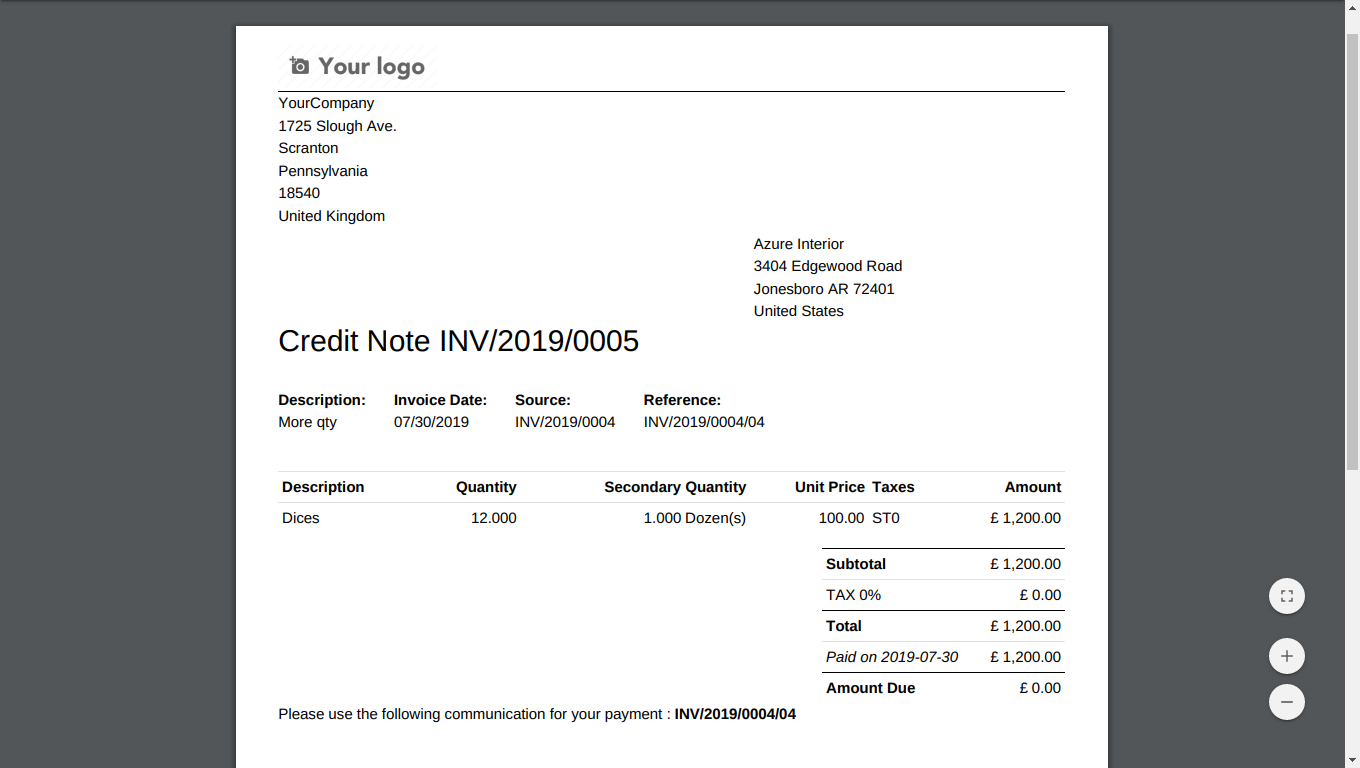 Your logo
YourCompany
1725 Slough Ave.
Scranton
Pennsylvania
18540
United Kingdom
Azure Interior
3404 Edgewood Road
Jonesboro AR 72401
United States
Credit Note INV/2019/0005
Description: Invoice Date: Source: Reference:
More qty 07/30/2019 INV/2019/0004 INV/2019/0004/04
Description Quantity Secondary Quantity Unit Price Taxes Amount
Dices 12.000 1.000 Dozen(s) 100.00 ST0 £ 1,200.00
Subtotal £ 1,200.00
TAX 0% £ 0.00
Total £ 1,200.00
Paid on 2019-07-30 £ 1,200.00
Amount Due £ 0.00
Please use the following communication for your payment : INV/2019/0004/04